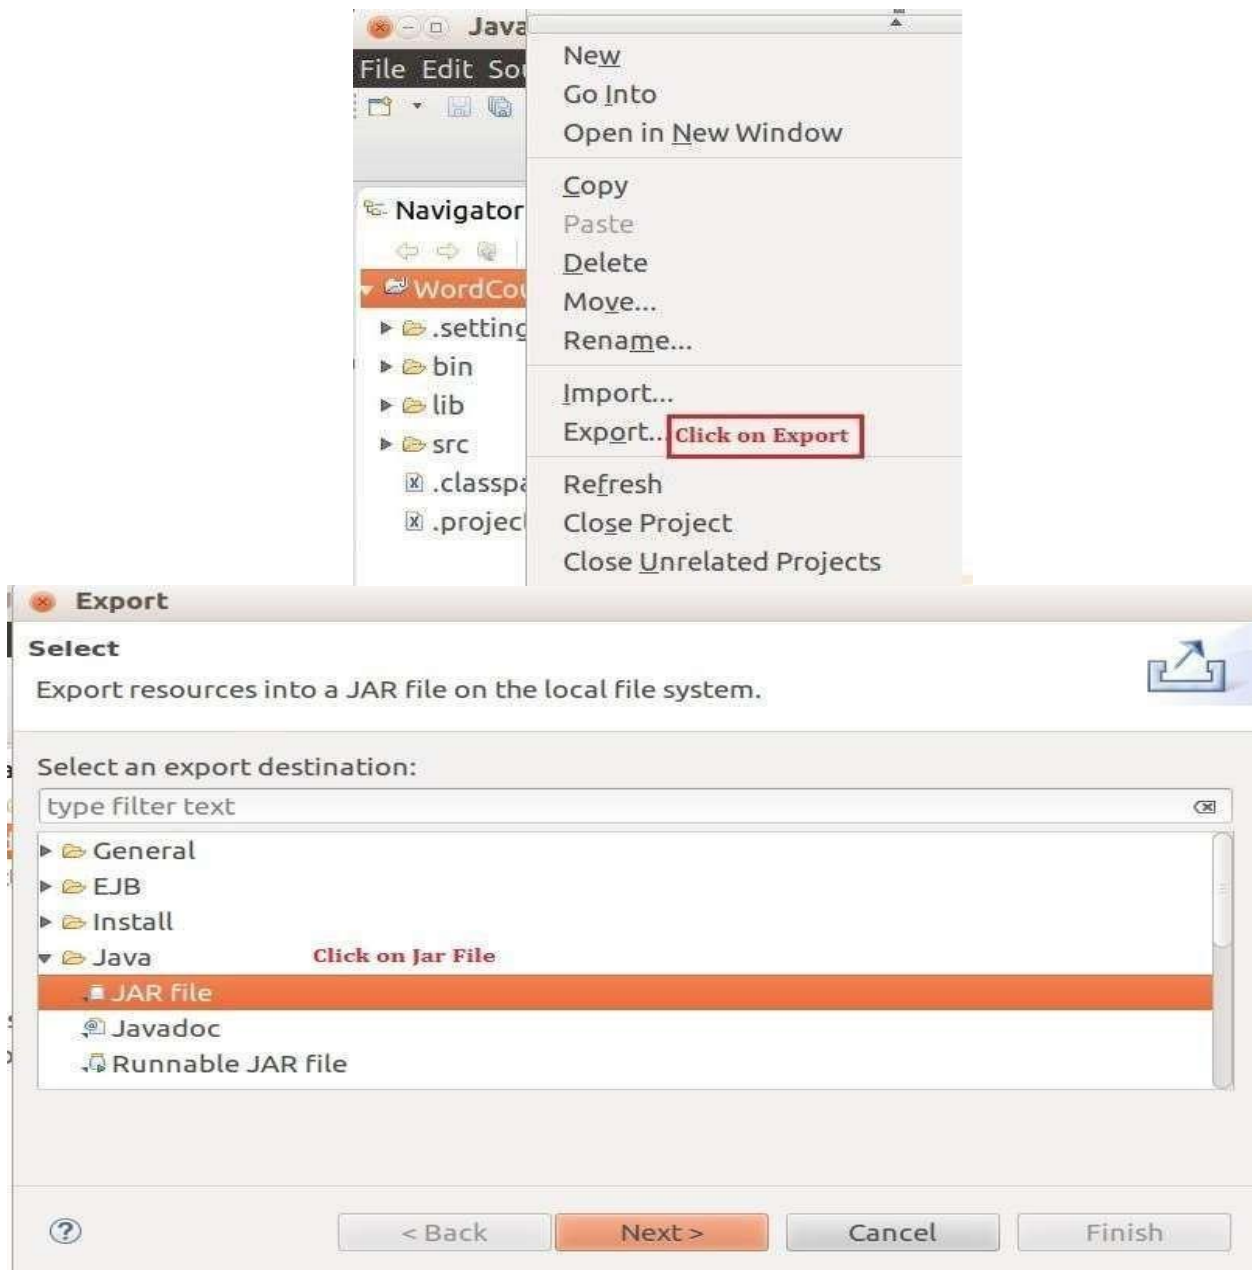 Java
File Edit Sou
New
Go Into
Open in New Window
Copy
Navigator
Paste
Delete
WordCou
Move...
.setting
Rename...
bin
Import...
lib
Export... Click on Export
src
Refresh
.classpa
Close Project
.project
Close Unrelated Projects
Export
Select
Export resources into a JAR file on the local file system.
Select an export destination:
type filter text
General
EJB
Install
Java
Click on Jar File
JAR file
Javadoc
Runnable JAR file
?
< Back
Next >
Cancel
Finish